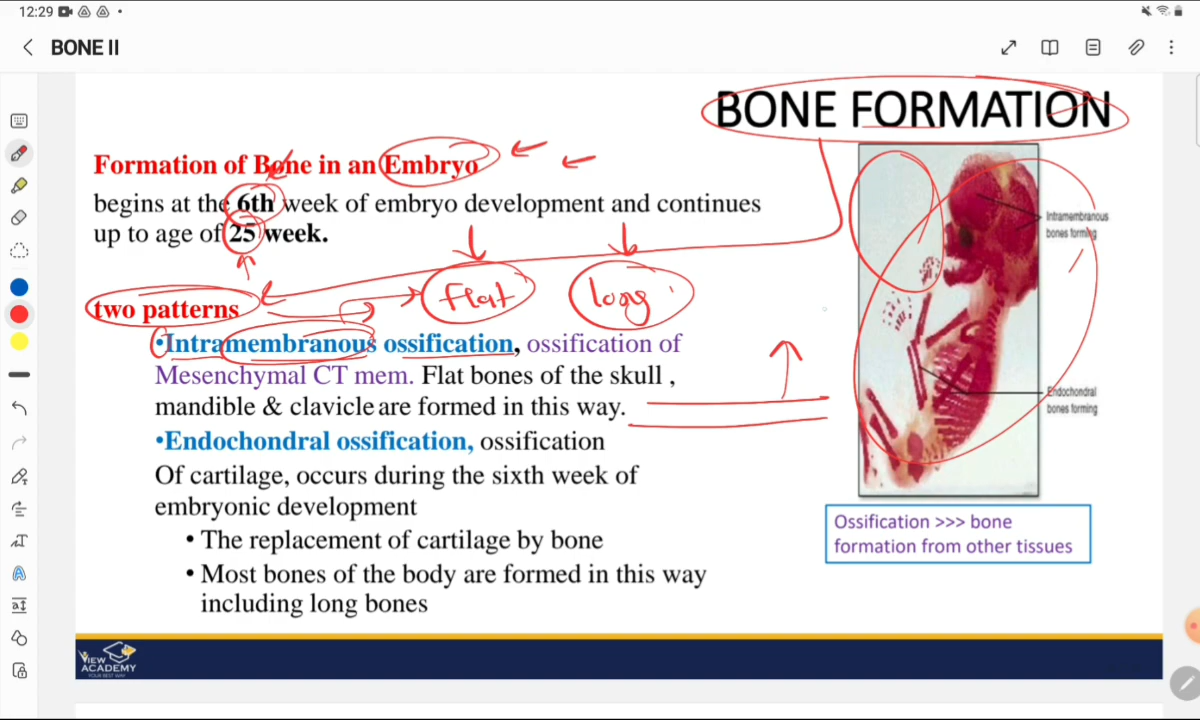 12:29
BONE II
BONE FORMATION
Formation of Bone in an Embryo
begins at the 6th week of embryo development and continues
up to age of 25 week.
Flat
long
two patterns
•Intramembranous ossification, ossification of
Mesenchymal CT mem. Flat bones of the skull ,
mandible & clavicle are formed in this way.
•Endochondral ossification, ossification
Of cartilage, occurs during the sixth week of
embryonic development
• The replacement of cartilage by bone
• Most bones of the body are formed in this way
including long bones
Intramembranous
bones forming
Endochondral
bones forming
Ossification >>> bone
formation from other tissues
VIEW
ACADEMY
YOUR BEST WAY